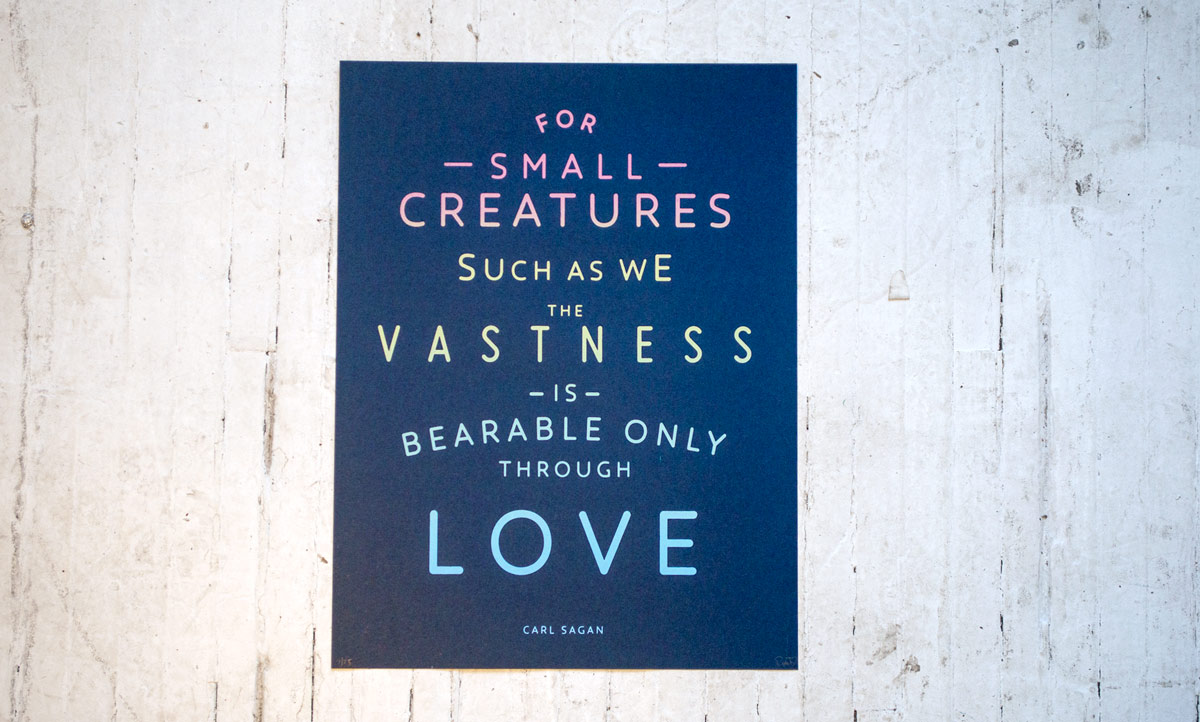 FOR
— SMALL —
CREATURES
SUCH AS WE
THE
VASTNESS
– IS –
BEARABLE ONLY
THROUGH
LOVE
CARL SAGAN